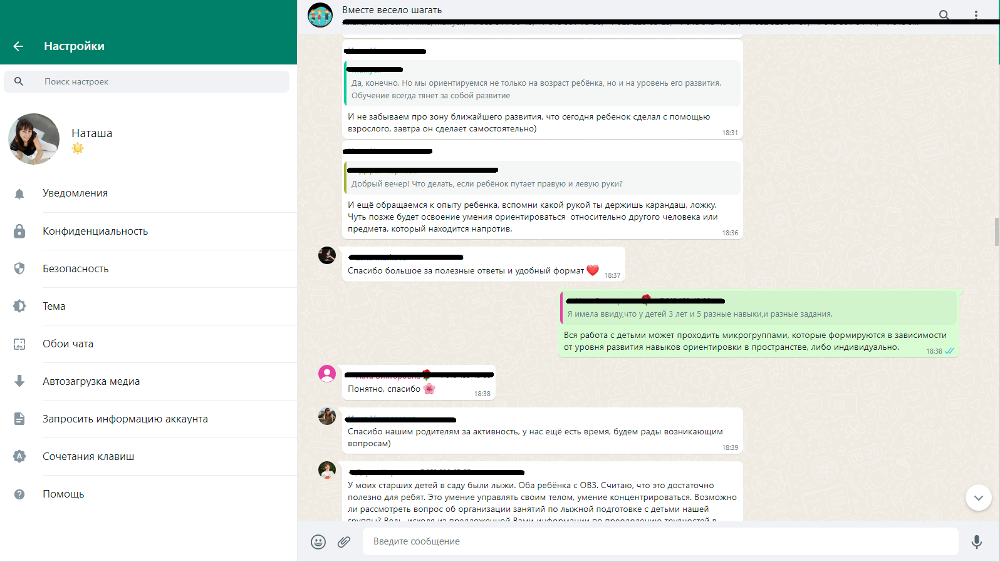 Настройки
Поиск настроек
Наташа
Уведомления
Конфиденциальность
Безопасность
Тема
Обои чата
Автозагрузка медиа
Запросить информацию аккаунта
Сочетания клавиш
Помощь
Вместе весело шагать
Да, конечно. Но мы ориентируемся не только на возраст ребёнка, но и на уровень его развития.
Обучение всегда тянет за собой развитие
И не забываем про зону ближайшего развития, что сегодня ребенок сделал с помощью
взрослого, завтра он сделает самостоятельно)
18:31
Добрый вечер! Что делать, если ребёнок путает правую и левую руки?
И ещё обращаемся к опыту ребенка, вспомни какой рукой ты держишь карандаш, ложку.
Чуть позже будет освоение умения ориентироваться относительно другого человека или
предмета, который находится напротив.
18:36
Спасибо большое за полезные ответы и удобный формат ❤️
18:37
Я имела ввиду,что у детей 3 лет и 5 разные навыки,и разные задания.
Вся работа с детьми может проходить микрогруппами, которые формируются в зависимости
от уровня развития навыков ориентировки в пространстве, либо индивидуально.
18:38
Понятно, спасибо 🌸
18:38
Спасибо нашим родителям за активность, у нас ещё есть время, будем рады возникающим
вопросам)
18:39
У моих старших детей в саду были лыжи. Оба ребёнка с ОВЗ. Считаю, что это достаточно
полезно для ребят. Это умение управлять своим телом, умение концентрироваться. Возможно
ли рассмотреть вопрос об организации занятий по лыжной подготовке с детьми нашей
группы? Ведь, исходя из предложенной Вами информации по преодолению трудностей в
Введите сообщение